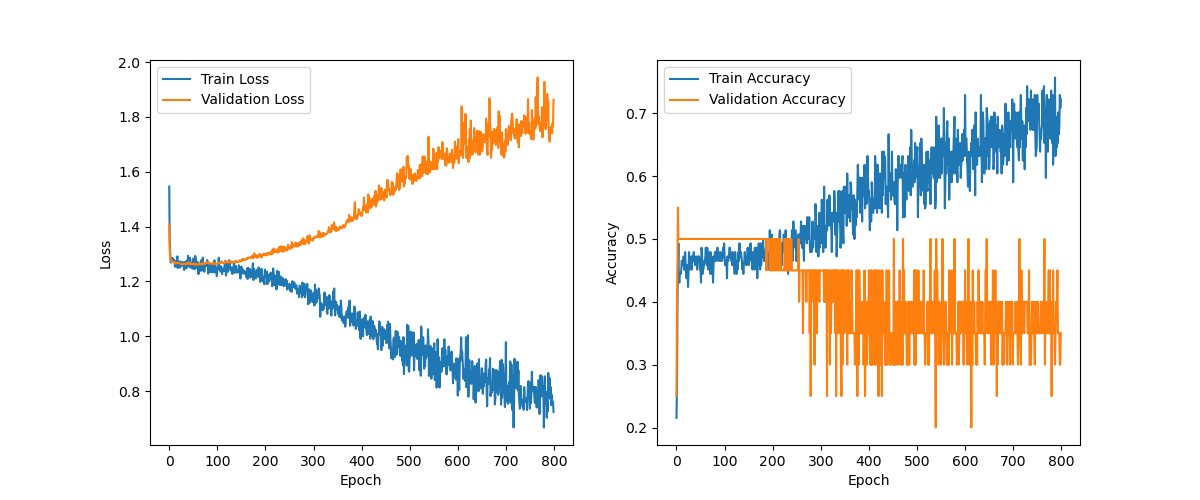 Train Loss
Validation Loss
Loss
2.0
1.8
1.6
1.4
1.2
1.0
0.8
0 100 200 300 400 500 600 700 800
Epoch
Train Accuracy
Validation Accuracy
Accuracy
0.7
0.6
0.5
0.4
0.3
0.2
0 100 200 300 400 500 600 700 800
Epoch